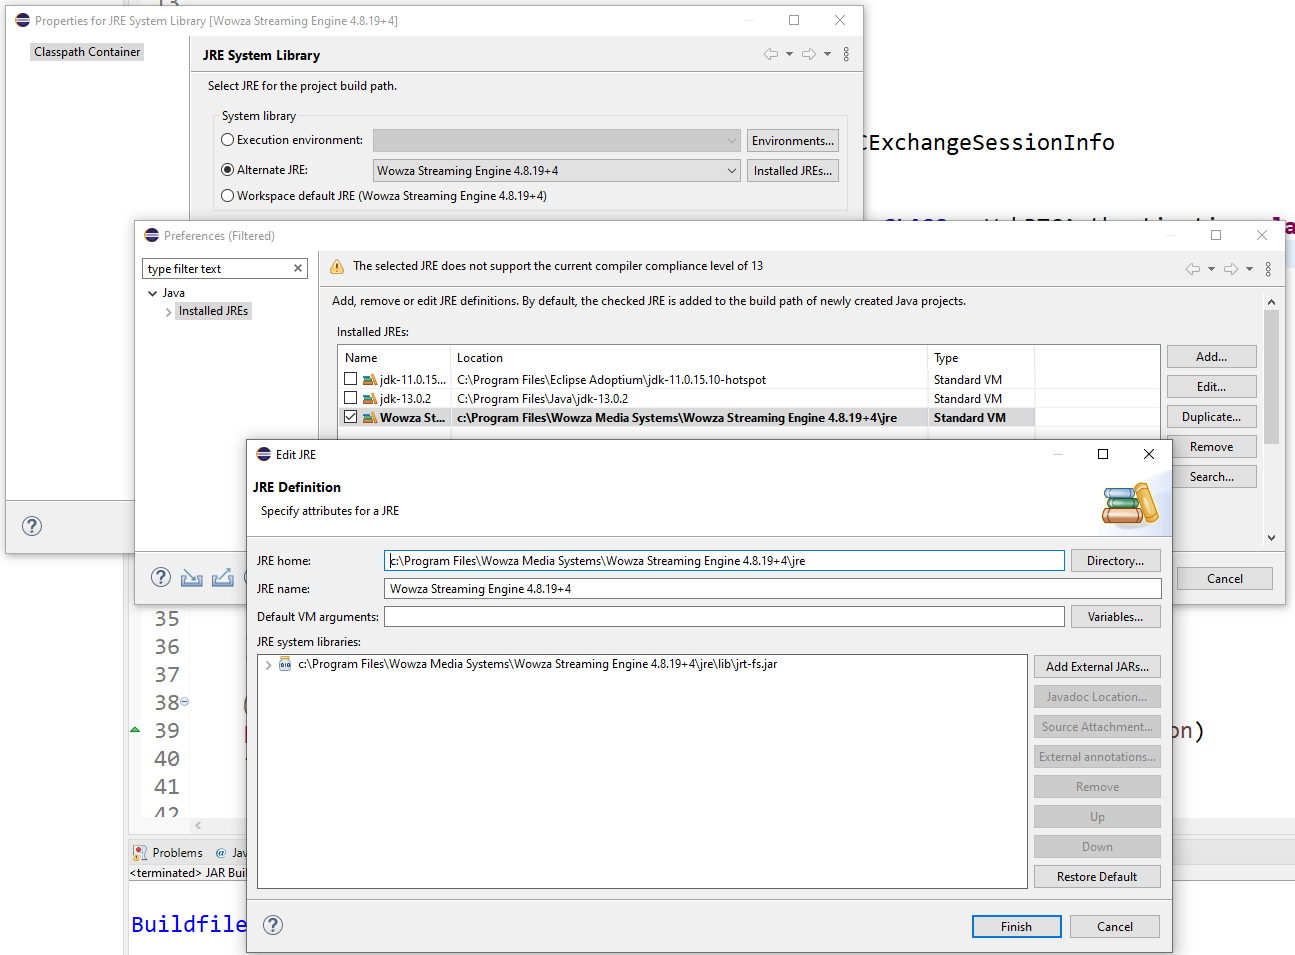 Properties for JRE System Library [Wowza Streaming Engine 4.8.19+4]
Classpath Container
JRE System Library
Select JRE for the project build path.
System library
Execution environment:
Environments...
Alternate JRE:
Wowza Streaming Engine 4.8.19+4
Installed JREs...
Workspace default JRE (Wowza Streaming Engine 4.8.19+4)
CExchangeSessionInfo
Preferences (Filtered)
type filter text
Java
Installed JREs
The selected JRE does not support the current compiler compliance level of 13
Add, remove or edit JRE definitions. By default, the checked JRE is added to the build path of newly created Java projects.
Installed JREs:
Name Location Type
jdk-11.0.15... C:\Program Files\Eclipse Adoptium\jdk-11.0.15.10-hotspot Standard VM
jdk-13.0.2 C:\Program Files\Java\jdk-13.0.2 Standard VM
Wowza St... c:\Program Files\Wowza Media Systems\Wowza Streaming Engine 4.8.19+4\jre Standard VM
Add...
Edit...
Duplicate...
Remove
Search...
Cancel
Edit JRE
JRE Definition
Specify attributes for a JRE
JRE home:
c:\Program Files\Wowza Media Systems\Wowza Streaming Engine 4.8.19+4\jre
Directory...
JRE name:
Wowza Streaming Engine 4.8.19+4
Default VM arguments:
Variables...
JRE system libraries:
c:\Program Files\Wowza Media Systems\Wowza Streaming Engine 4.8.19+4\jre\lib\jrt-fs.jar
Add External JARs...
Javadoc Location...
Source Attachment...
External annotations...
Remove
Up
Down
Restore Default
Finish
Cancel
35
36
37
38
39
on)
40
41
42
Problems @ Jav
<terminated> JAR Buil
Buildfile